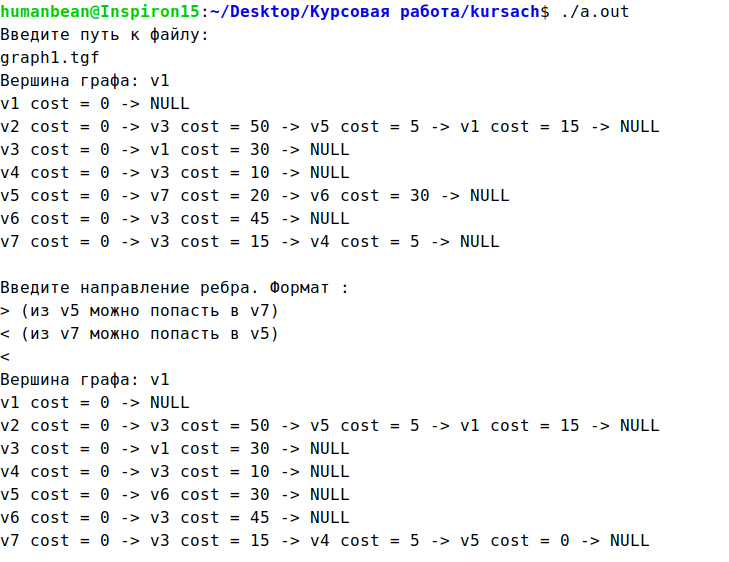 humanbean@Inspiron15:~/Desktop/Курсовая работа/kursach$ ./a.out
Введите путь к файлу:
graph1.tgf
Вершина графа: v1
v1 cost = 0 -> NULL
v2 cost = 0 -> v3 cost = 50 -> v5 cost = 5 -> v1 cost = 15 -> NULL
v3 cost = 0 -> v1 cost = 30 -> NULL
v4 cost = 0 -> v3 cost = 10 -> NULL
v5 cost = 0 -> v7 cost = 20 -> v6 cost = 30 -> NULL
v6 cost = 0 -> v3 cost = 45 -> NULL
v7 cost = 0 -> v3 cost = 15 -> v4 cost = 5 -> NULL

Введите направление ребра. Формат :
> (из v5 можно попасть в v7)
< (из v7 можно попасть в v5)
<
Вершина графа: v1
v1 cost = 0 -> NULL
v2 cost = 0 -> v3 cost = 50 -> v5 cost = 5 -> v1 cost = 15 -> NULL
v3 cost = 0 -> v1 cost = 30 -> NULL
v4 cost = 0 -> v3 cost = 10 -> NULL
v5 cost = 0 -> v6 cost = 30 -> NULL
v6 cost = 0 -> v3 cost = 45 -> NULL
v7 cost = 0 -> v3 cost = 15 -> v4 cost = 5 -> v5 cost = 0 -> NULL